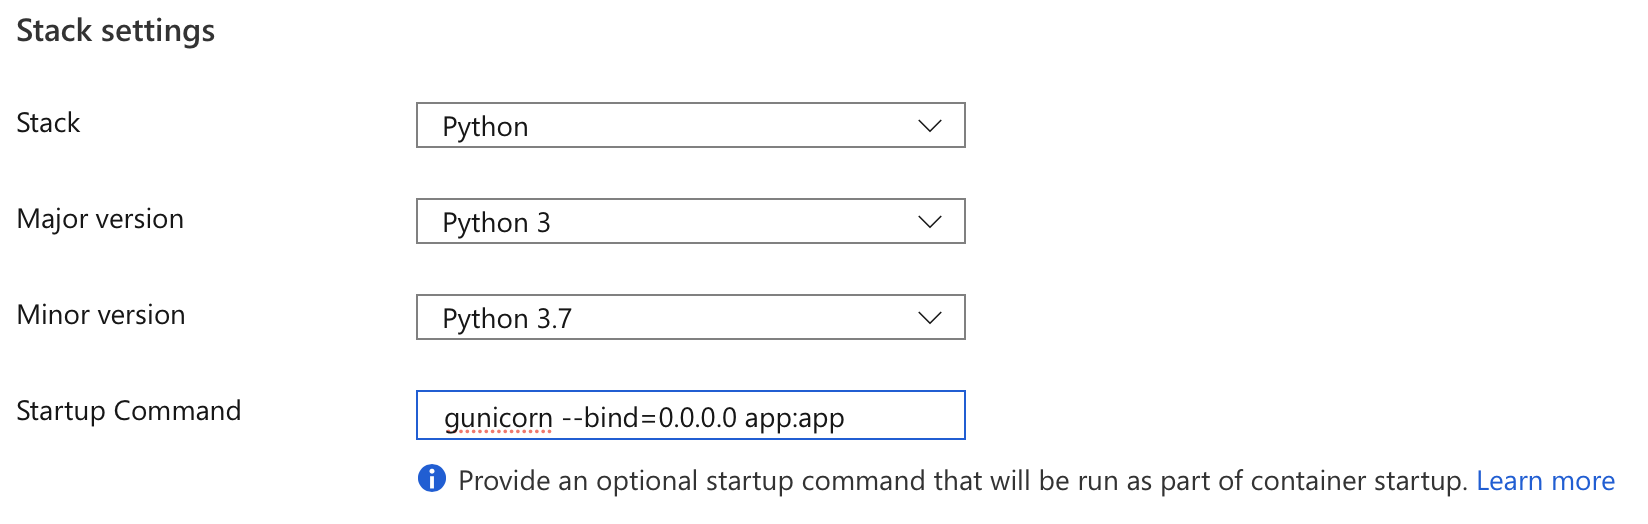 Stack settings
Stack Python
Major version Python 3
Minor version Python 3.7
Startup Command gunicorn --bind=0.0.0.0 app:app
Provide an optional startup command that will be run as part of container startup. Learn more